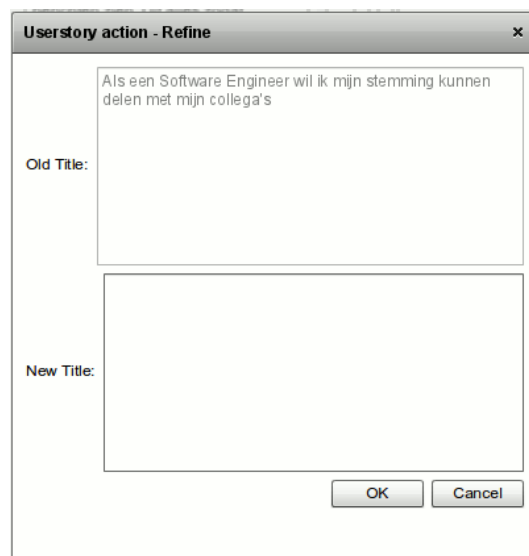 Userstory action - Refine ×
Als een Software Engineer wil ik mijn stemming kunnen
delen met mijn collega's
Old Title:
New Title:
OK Cancel